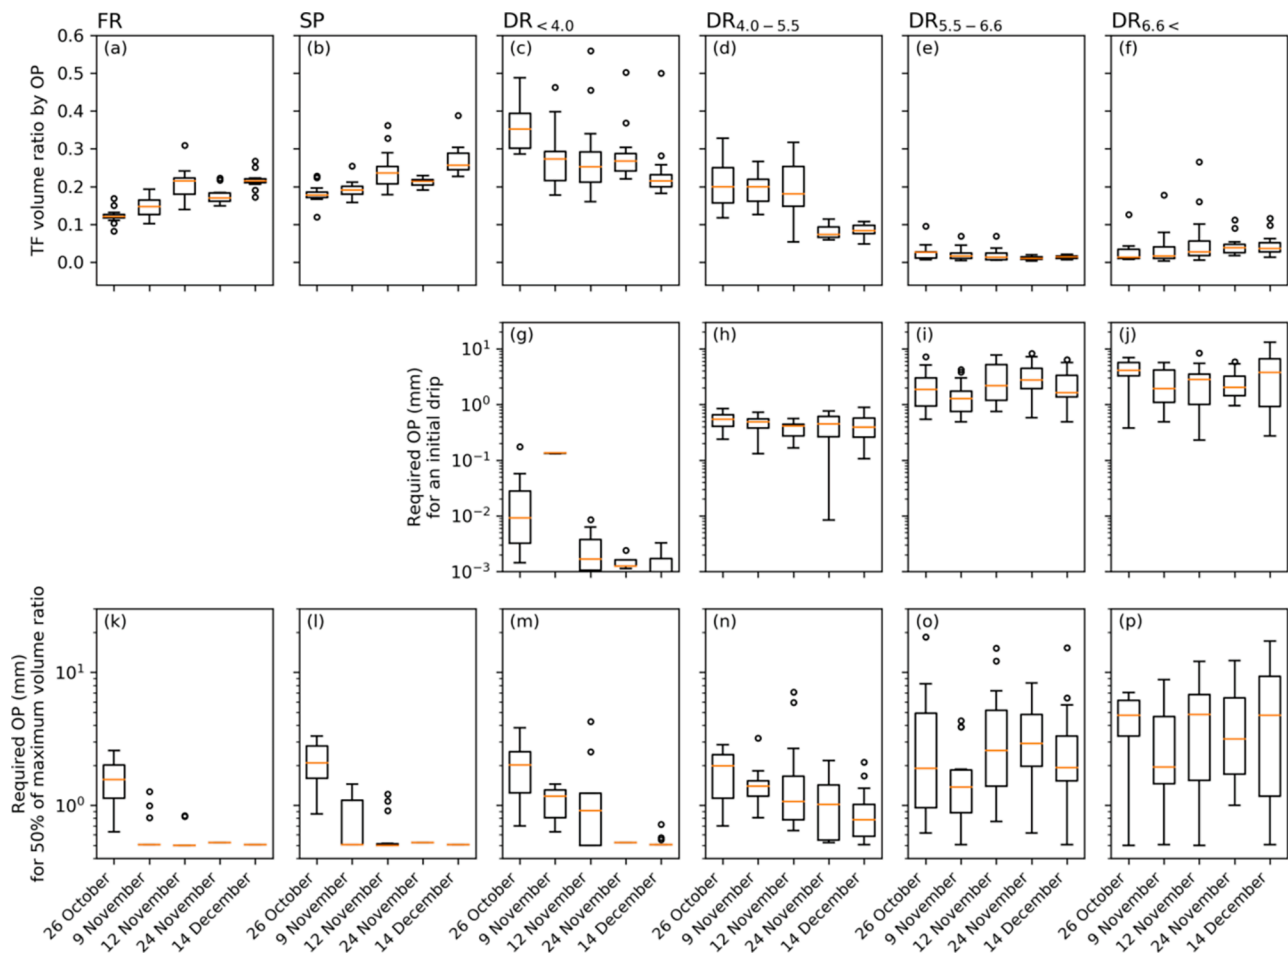 FR SP DR<4.0 DR4.0−5.5 DR5.5−6.6 DR6.6<
TF volume ratio by OP
0.6
0.5
0.4
0.3
0.2
0.1
0.0
(a) (b) (c) (d) (e) (f)
Required OP (mm)
for an initial drip
10^1
10^0
10^−1
10^−2
10^−3
(g) (h) (i) (j)
Required OP (mm)
for 50% of maximum volume ratio
10^1
10^0
(k) (l) (m) (n) (o) (p)
26 October
9 November
12 November
24 November
14 December
26 October
9 November
12 November
24 November
14 December
26 October
9 November
12 November
24 November
14 December
26 October
9 November
12 November
24 November
14 December
26 October
9 November
12 November
24 November
14 December
26 October
9 November
12 November
24 November
14 December